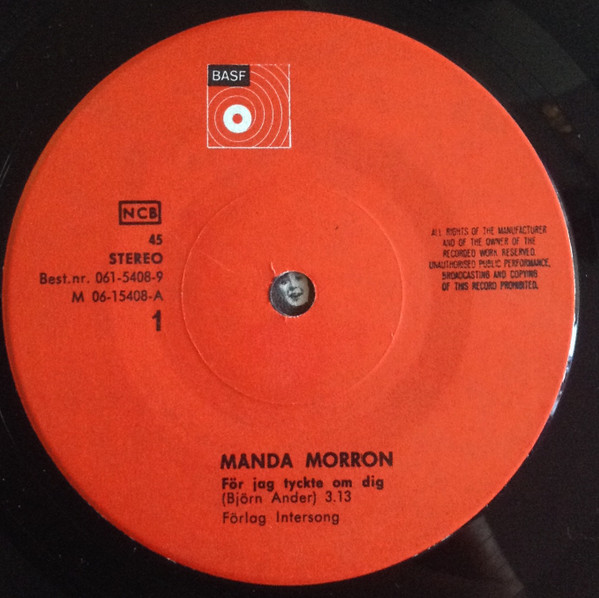 BASF
NCB
45
STEREO
Best.nr. 061-5408-9
M 06-15408-A
1
ALL RIGHTS OF THE MANUFACTURER
AND OF THE OWNER OF THE
RECORDED WORK RESERVED.
UNAUTHORISED PUBLIC PERFORMANCE,
BROADCASTING AND COPYING
OF THIS RECORD PROHIBITED.
MANDA MORRON
För jag tyckte om dig
(Björn Ander) 3.13
Förlag Intersong